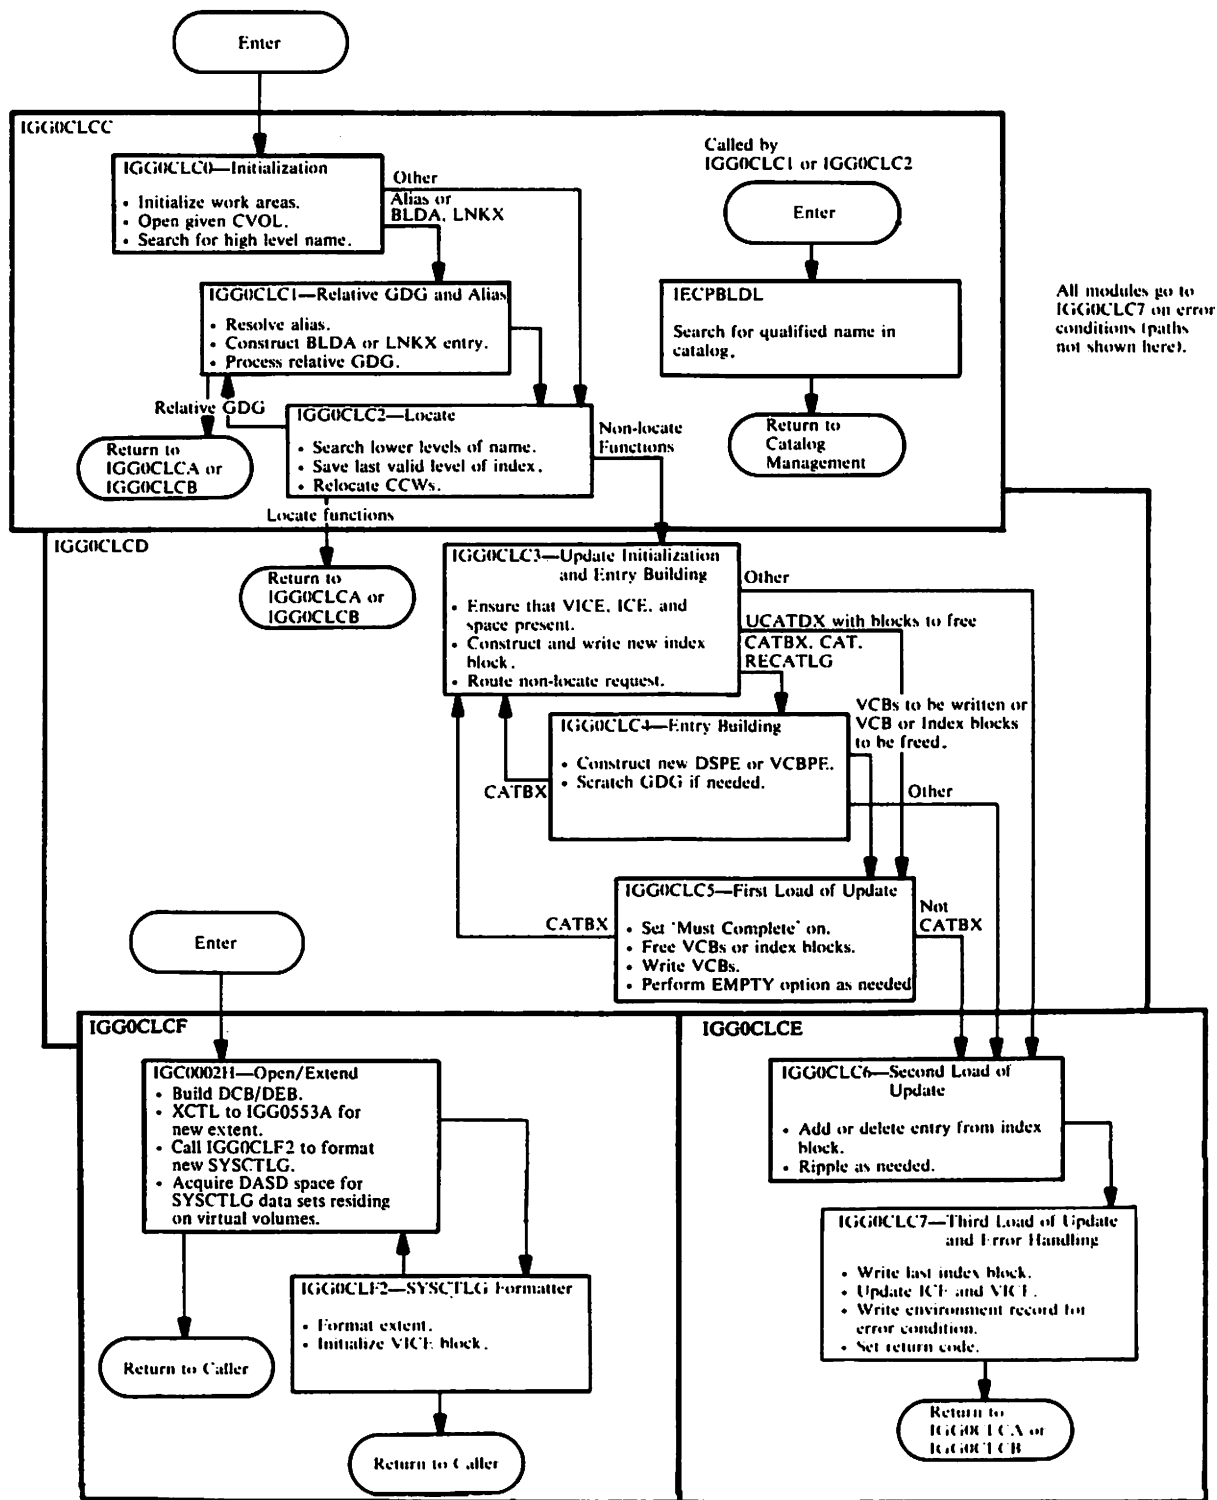 Enter
IGG0CLCC
IGG0CLC0—Initialization
• Initialize work areas.
• Open given CVOL.
• Search for high level name.
Other
Alias or
BLDA, LNKX
Called by
IGG0CLC1 or IGG0CLC2
Enter
IGG0CLC1—Relative GDG and Alias
• Resolve alias.
• Construct BLDA or LNKX entry.
• Process relative GDG.
IECPBLDL
Search for qualified name in
catalog.
All modules go to
IGG0CLC7 on error
conditions (paths
not shown here).
Relative GDG
Return to
IGG0CLCA or
IGG0CLCB
IGG0CLC2—Locate
• Search lower levels of name.
• Save last valid level of index.
• Relocate CCWs.
Non-locate
Functions
Return to
Catalog
Management
Locate functions
IGG0CLCD
Return to
IGG0CLCA or
IGG0CLCB
IGG0CLC3—Update Initialization
and Entry Building
• Ensure that VICE, ICE, and
space present.
• Construct and write new index
block.
• Route non-locate request.
Other
UCATDX with blocks to free
CATBX, CAT,
RECATLG
IGG0CLC4—Entry Building
• Construct new DSPE or VCBPE.
• Scratch GDG if needed.
VCBs to be written or
VCB or Index blocks
to be freed.
CATBX
Other
IGG0CLC5—First Load of Update
• Set 'Must Complete' on.
• Free VCBs or index blocks.
• Write VCBs.
• Perform EMPTY option as needed
CATBX
Not
CATBX
Enter
IGG0CLCF
IGC0002H—Open/Extend
• Build DCB/DEB.
• XCTL to IGG0553A for
new extent.
• Call IGG0CLF2 to format
new SYSCTLG.
• Acquire DASD space for
SYSCTLG data sets residing
on virtual volumes.
IGG0CLF2—SYSCTLG Formatter
• Format extent.
• Initialize VICE block.
Return to Caller
Return to Caller
IGG0CLCE
IGG0CLC6—Second Load of
Update
• Add or delete entry from index
block.
• Ripple as needed.
IGG0CLC7—Third Load of Update
and Error Handling
• Write last index block.
• Update ICE and VICE.
• Write environment record for
error condition.
• Set return code.
Return to
IGG0CLCA or
IGG0CLCB